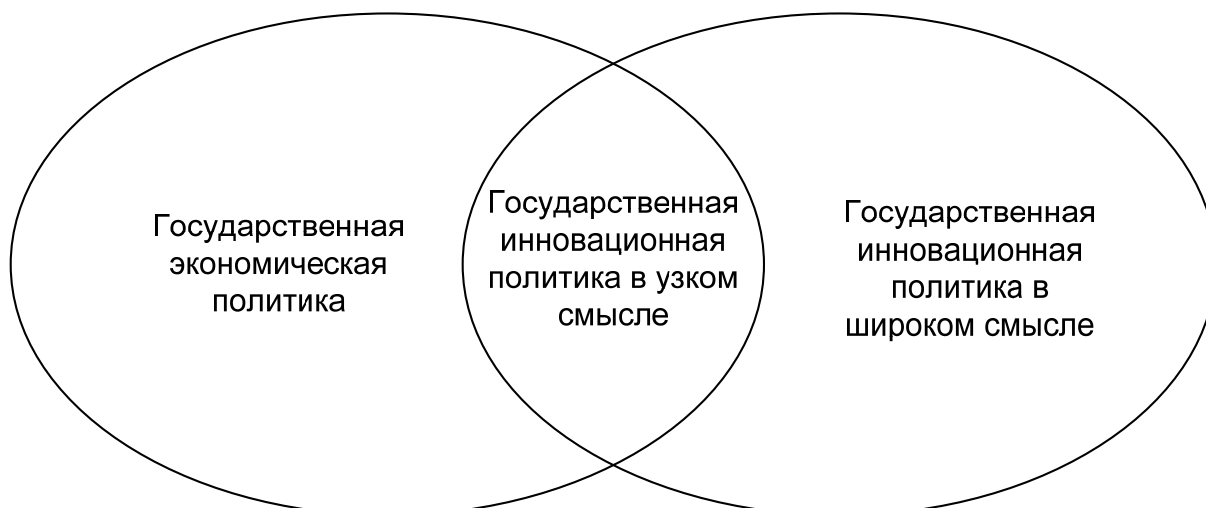 Государственная
экономическая
политика
Государственная
инновационная
политика в узком
смысле
Государственная
инновационная
политика в
широком смысле